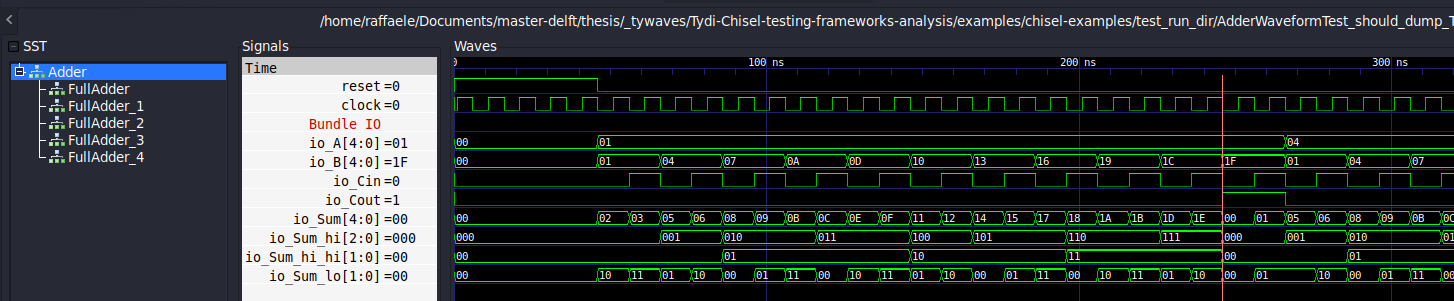 /home/raffaele/Documents/master-delft/thesis/_tywaves/Tydi-Chisel-testing-frameworks-analysis/examples/chisel-examples/test_run_dir/AdderWaveformTest_should_dump_T
SST
Signals
Waves
Adder
FullAdder
FullAdder_1
FullAdder_2
FullAdder_3
FullAdder_4
Time
0 100 ns 200 ns 300 ns
reset=0
clock=0
Bundle IO
io_A[4:0]=01
00 01 04
io_B[4:0]=1F
00 01 04 07 0A 0D 10 13 16 19 1C 1F 01 04 07
io_Cin=0
io_Cout=1
io_Sum[4:0]=00
00 02 03 05 06 08 09 0B 0C 0E 0F 11 12 14 15 17 18 1A 1B 1D 1E 00 01 05 06 08 09 0B 0C
io_Sum_hi[2:0]=000
000 001 010 011 100 101 110 111 000 001 010 01
io_Sum_hi_hi[1:0]=00
00 01 10 11 00 01
io_Sum_lo[1:0]=00
00 10 11 01 10 00 01 11 00 10 11 01 10 00 01 11 00 10 11 01 10 00 01 10 00 01 11 00